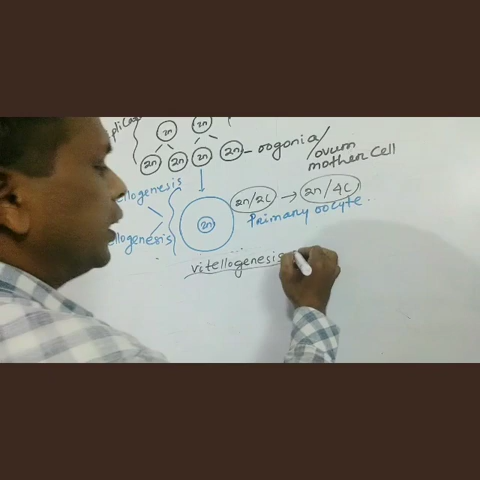 2n 2n
2n 2n 2n 2n - oogonia/
ovum
mother cell
2n/2C → 2n/4C
2n Primary oocyte.
vitellogenesis